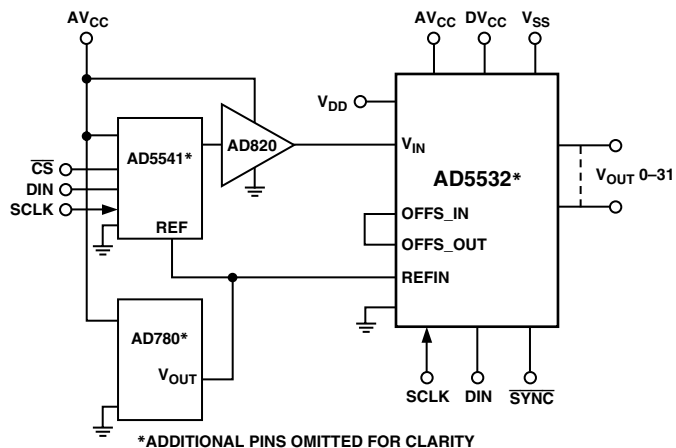 AVCC
AVCC DVCC VSS
VDD
AD5541*
AD820
VIN
CS
DIN
SCLK
REF
AD5532*
VOUT 0–31
OFFS_IN
OFFS_OUT
REFIN
AD780*
VOUT
SCLK DIN SYNC
*ADDITIONAL PINS OMITTED FOR CLARITY